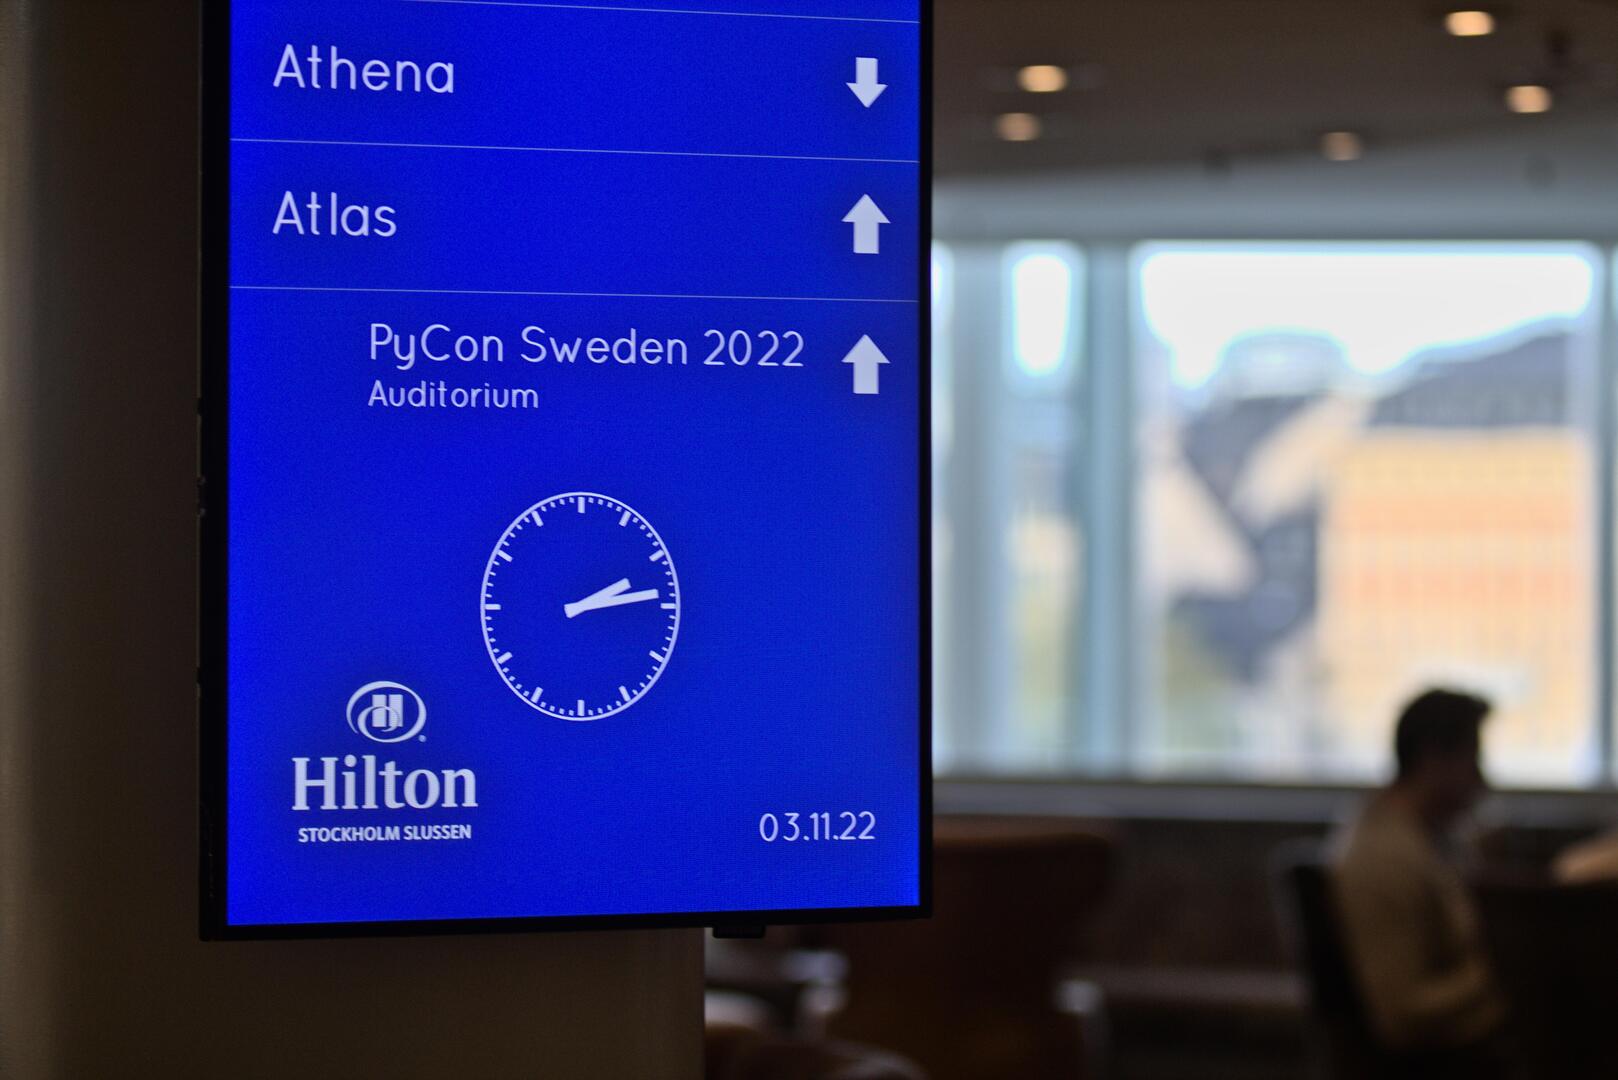 Athena
Atlas
PyCon Sweden 2022
Auditorium
Hilton
STOCKHOLM SLUSSEN
03.11.22